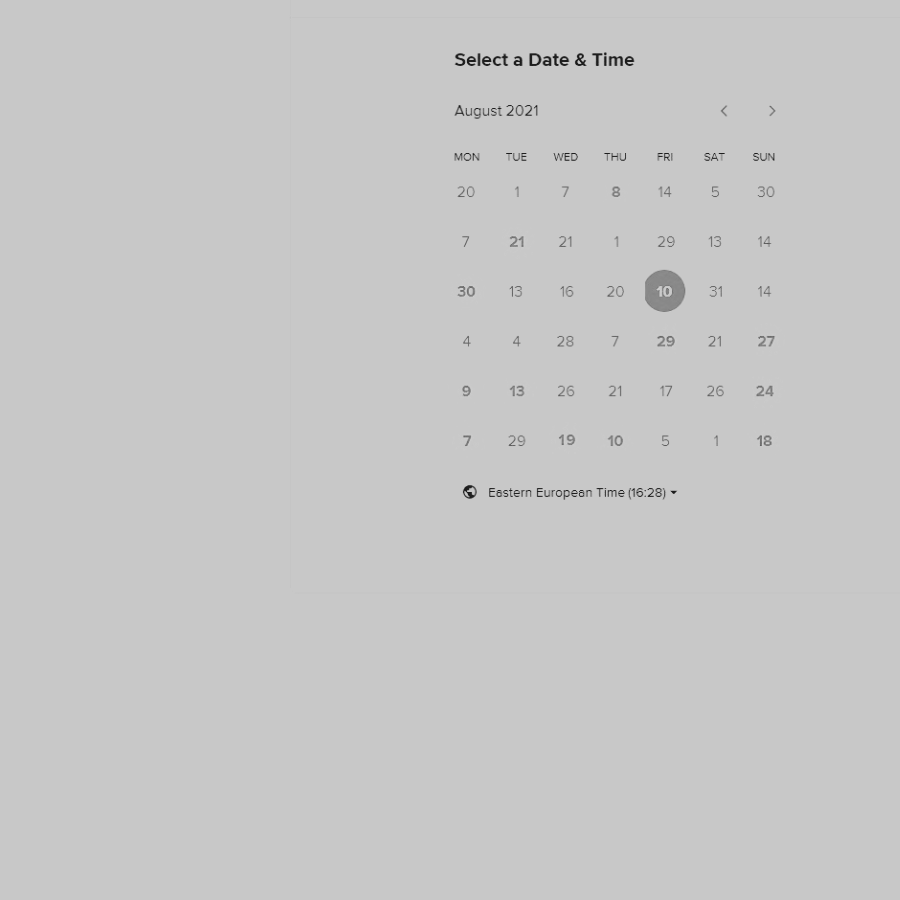 Select a Date & Time
August 2021
MON TUE WED THU FRI SAT SUN
20 1 7 8 14 5 30
7 21 21 1 29 13 14
30 13 16 20 10 31 14
4 4 28 7 29 21 27
9 13 26 21 17 26 24
7 29 19 10 5 1 18
Eastern European Time (16:28)